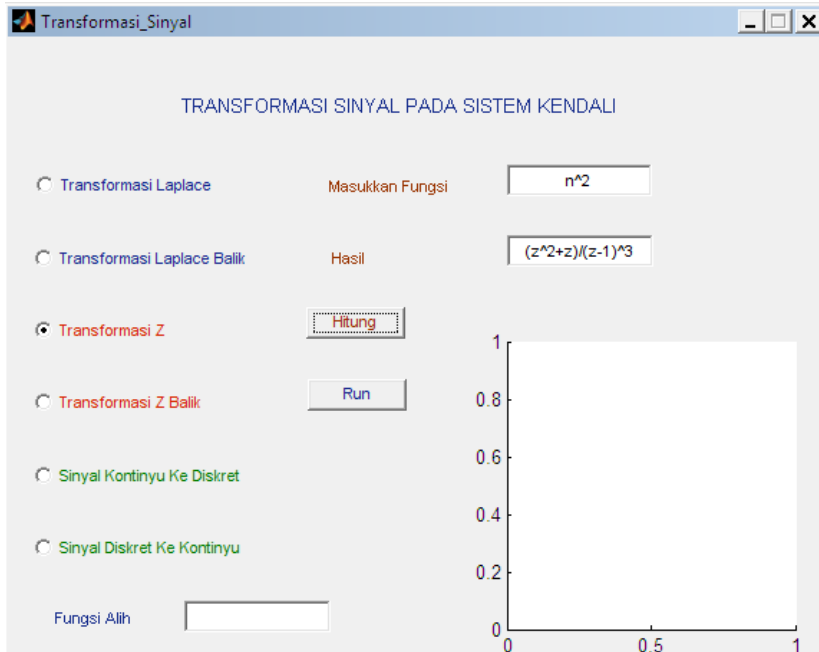 Transformasi_Sinyal
TRANSFORMASI SINYAL PADA SISTEM KENDALI
Transformasi Laplace
Masukkan Fungsi
n^2
Transformasi Laplace Balik
Hasil
(z^2+z)/(z-1)^3
Transformasi Z
Hitung
Transformasi Z Balik
Run
Sinyal Kontinyu Ke Diskret
Sinyal Diskret Ke Kontinyu
Fungsi Alih
1
0.8
0.6
0.4
0.2
0
0 0.5 1